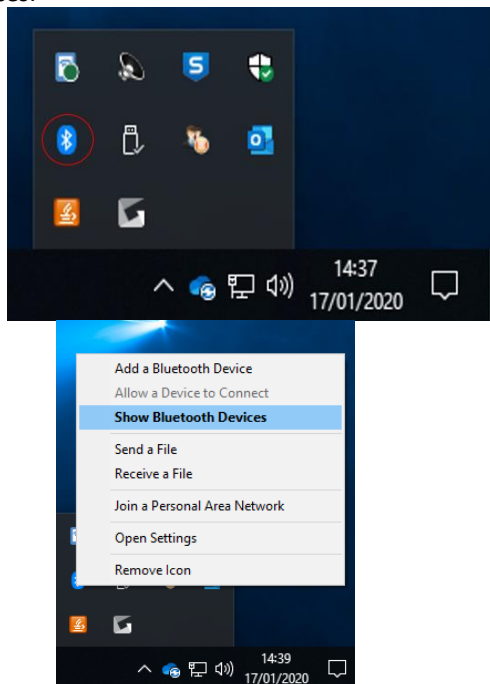 14:37
17/01/2020
Add a Bluetooth Device
Allow a Device to Connect
Show Bluetooth Devices
Send a File
Receive a File
Join a Personal Area Network
Open Settings
Remove Icon
14:39
17/01/2020